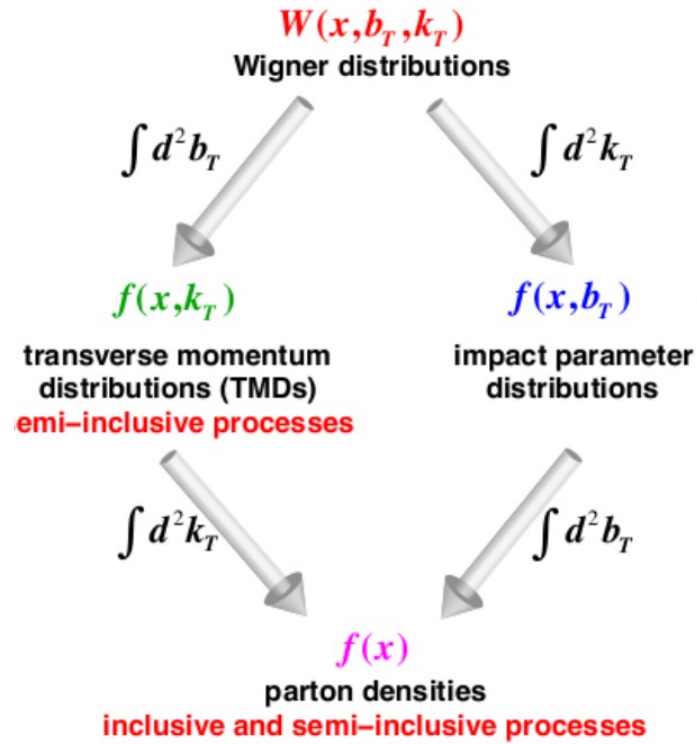 W(x,b_T,k_T)
Wigner distributions
∫ d²b_T
∫ d²k_T
f(x,k_T)
f(x,b_T)
transverse momentum
distributions (TMDs)
emi–inclusive processes
impact parameter
distributions
∫ d²k_T
∫ d²b_T
f(x)
parton densities
inclusive and semi–inclusive processes